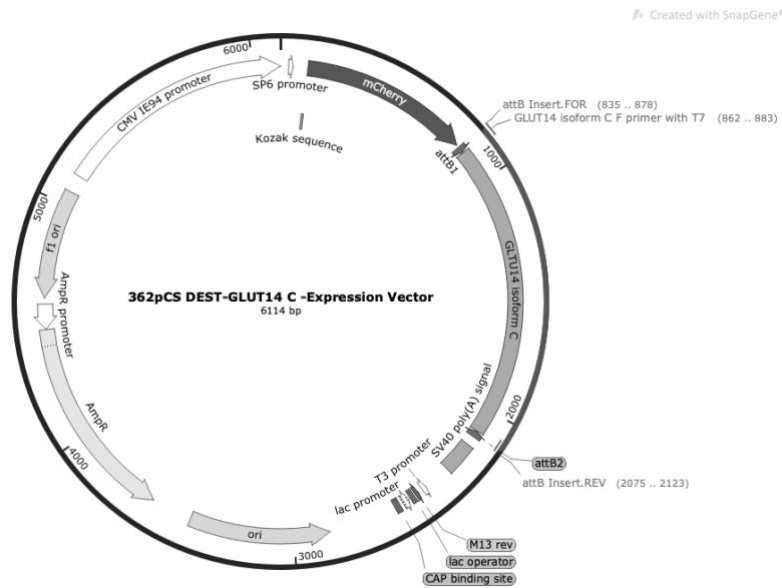 Created with SnapGene®
6000
SP6 promoter
CMV IE94 promoter
mCherry
Kozak sequence
attB1
attB Insert.FOR (835 .. 878)
GLUT14 isoform C F primer with T7 (862 .. 883)
1000
5000
f1 ori
GLTU14 isoform C
362pCS DEST-GLUT14 C -Expression Vector
6114 bp
AmpR promoter
AmpR
SV40 poly(A) signal
2000
attB2
attB Insert.REV (2075 .. 2123)
4000
T3 promoter
lac promoter
ori
3000
M13 rev
lac operator
CAP binding site